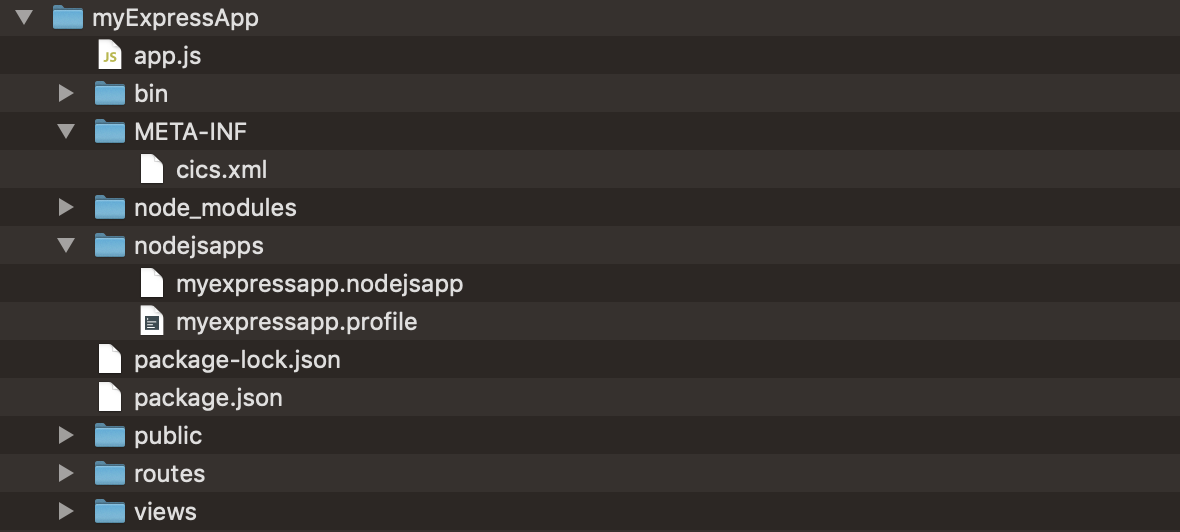 myExpressApp
JS app.js
bin
META-INF
cics.xml
node_modules
nodejsapps
myexpressapp.nodejsapp
myexpressapp.profile
package-lock.json
package.json
public
routes
views